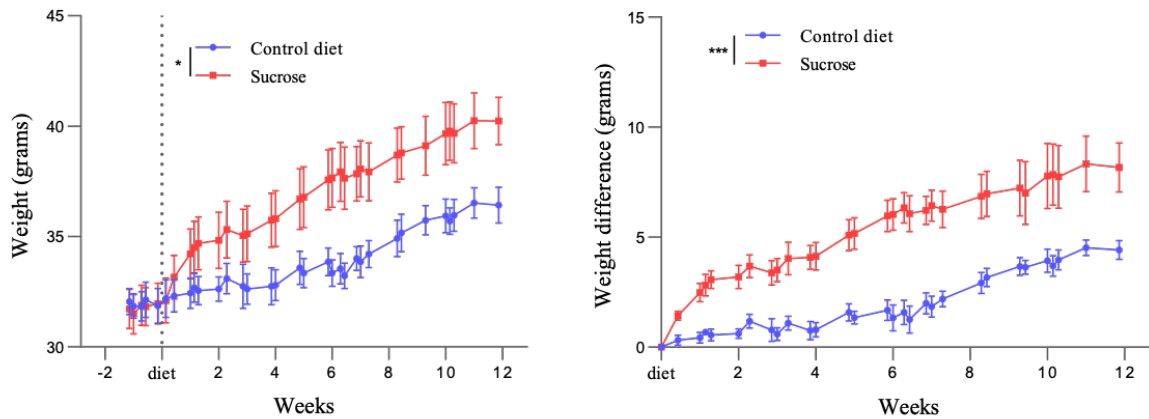 45
40
35
30
Weight (grams)
* Control diet
Sucrose
-2 diet 2 4 6 8 10 12
Weeks
15
10
5
0
Weight difference (grams)
*** Control diet
Sucrose
diet 2 4 6 8 10 12
Weeks